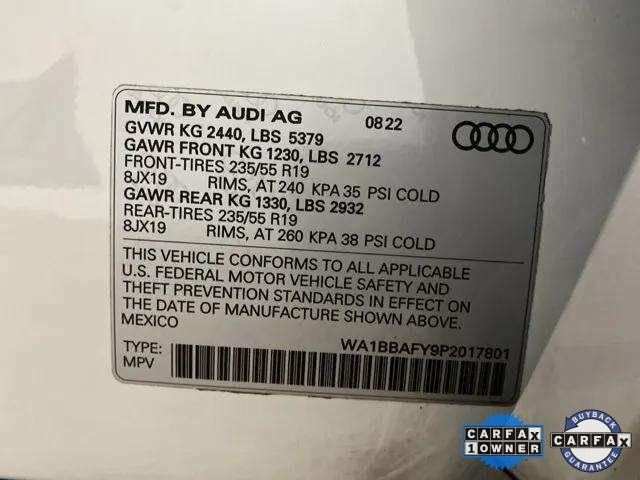 MFD. BY AUDI AG 08 22
GVWR KG 2440, LBS 5379
GAWR FRONT KG 1230, LBS 2712
FRONT-TIRES 235/55 R19
8JX19 RIMS, AT 240 KPA 35 PSI COLD
GAWR REAR KG 1330, LBS 2932
REAR-TIRES 235/55 R19
8JX19 RIMS, AT 260 KPA 38 PSI COLD
THIS VEHICLE CONFORMS TO ALL APPLICABLE
U.S. FEDERAL MOTOR VEHICLE SAFETY AND
THEFT PREVENTION STANDARDS IN EFFECT ON
THE DATE OF MANUFACTURE SHOWN ABOVE.
MEXICO
WA1BBAFY9P2017801
TYPE:
MPV
CARFAX
1 OWNER
BUYBACK
CARFAX
GUARANTEE